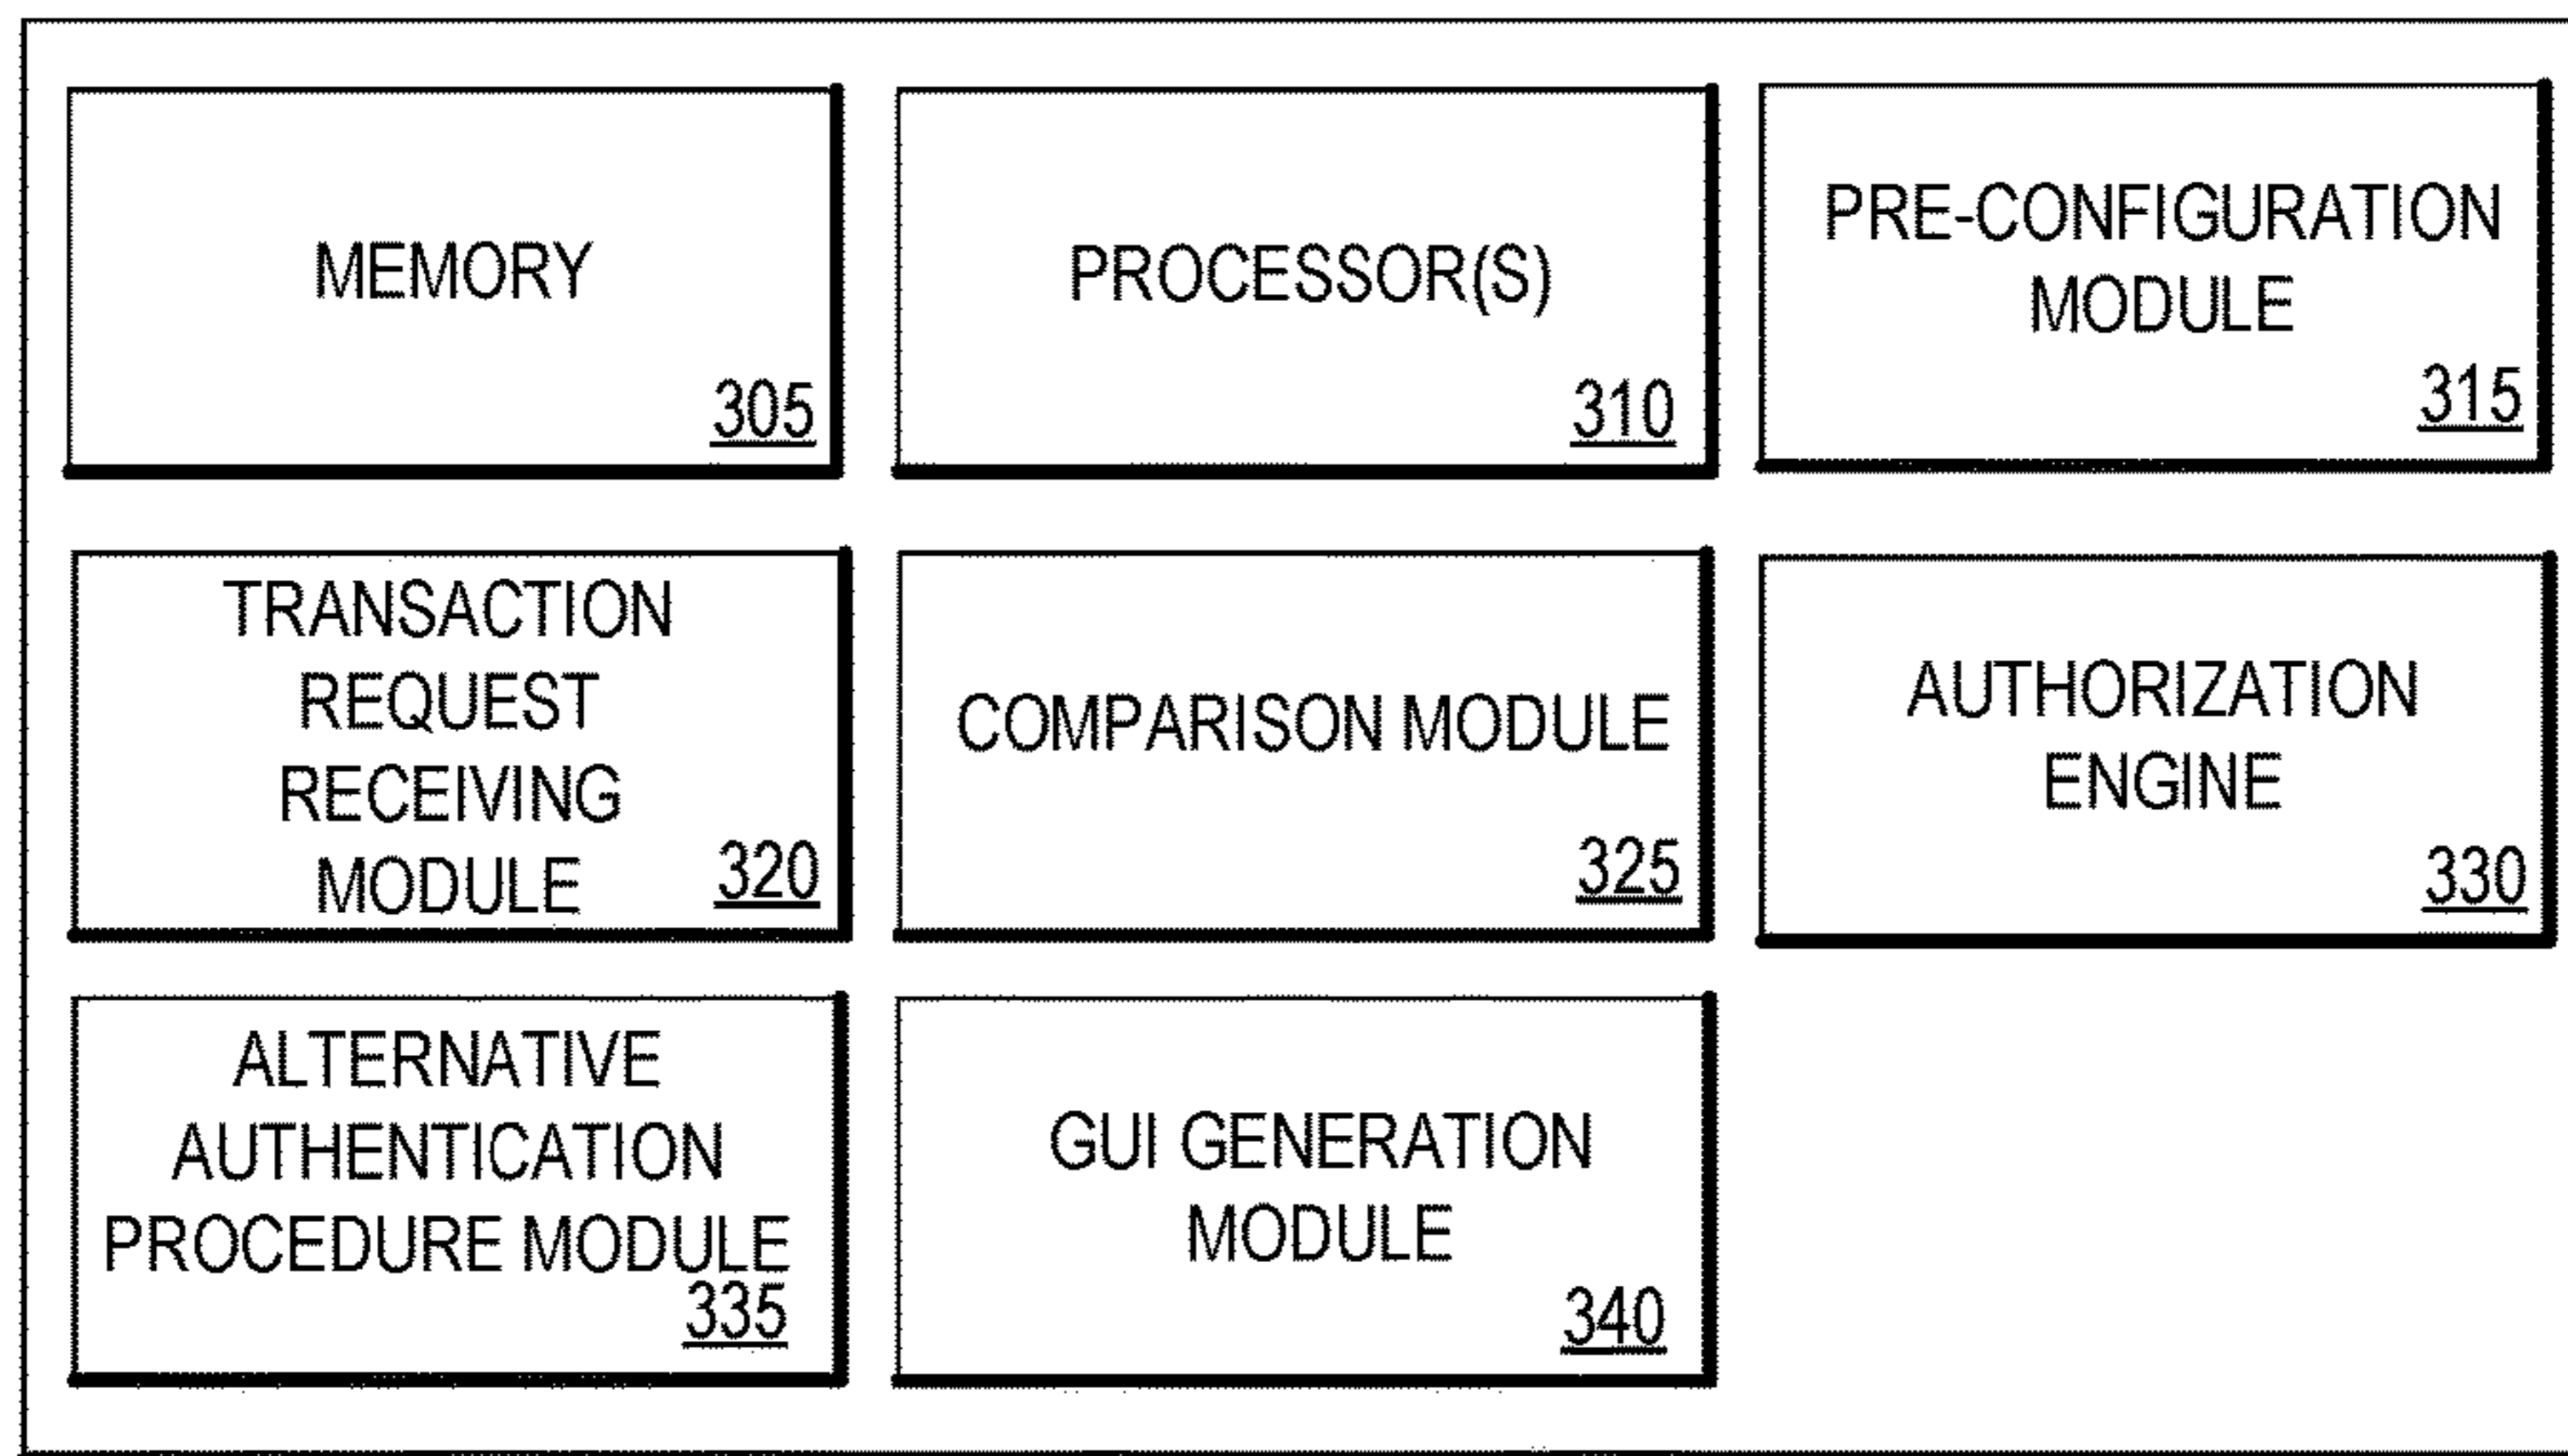 MEMORY
305
PROCESSOR(S)
310
PRE-CONFIGURATION
MODULE
315
TRANSACTION
REQUEST
RECEIVING
MODULE
320
COMPARISON MODULE
325
AUTHORIZATION
ENGINE
330
ALTERNATIVE
AUTHENTICATION
PROCEDURE MODULE
335
GUI GENERATION
MODULE
340